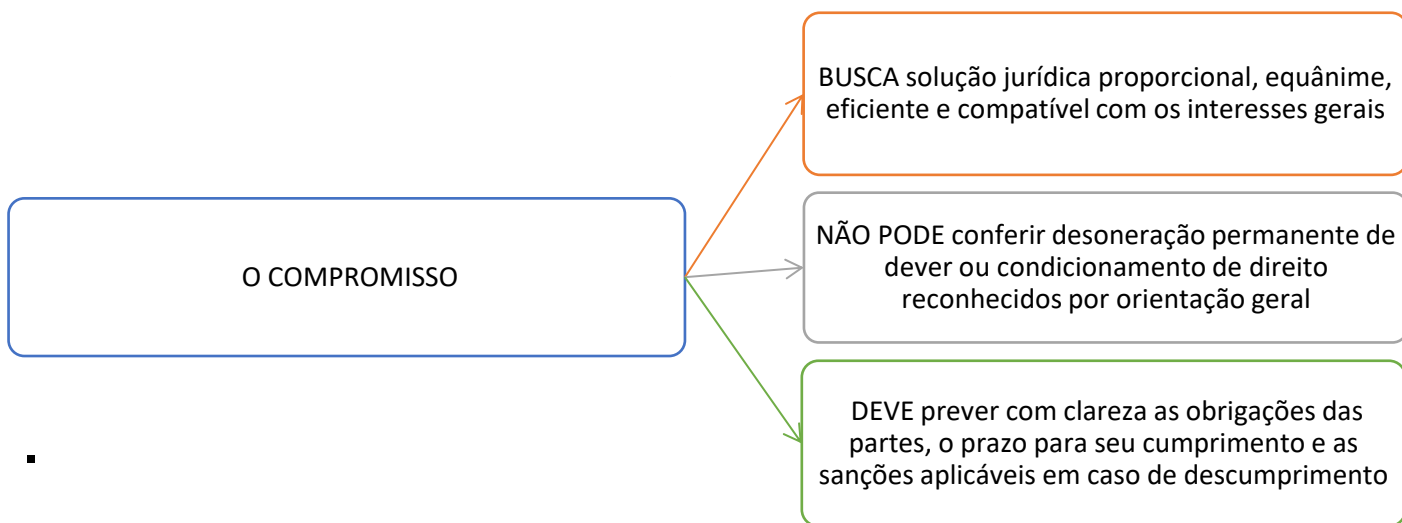 O COMPROMISSO
BUSCA solução jurídica proporcional, equânime,
eficiente e compatível com os interesses gerais
NÃO PODE conferir desoneração permanente de
dever ou condicionamento de direito
reconhecidos por orientação geral
DEVE prever com clareza as obrigações das
partes, o prazo para seu cumprimento e as
sanções aplicáveis em caso de descumprimento